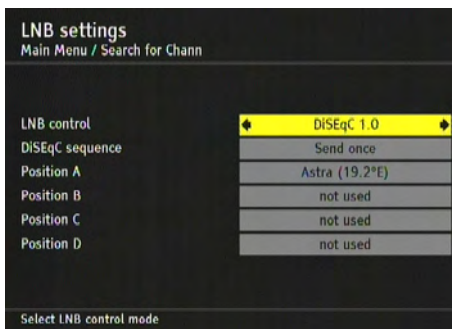 LNB settings
Main Menu / Search for Chann
LNB control DiSEqC 1.0
DiSEqC sequence Send once
Position A Astra (19.2°E)
Position B not used
Position C not used
Position D not used
Select LNB control mode